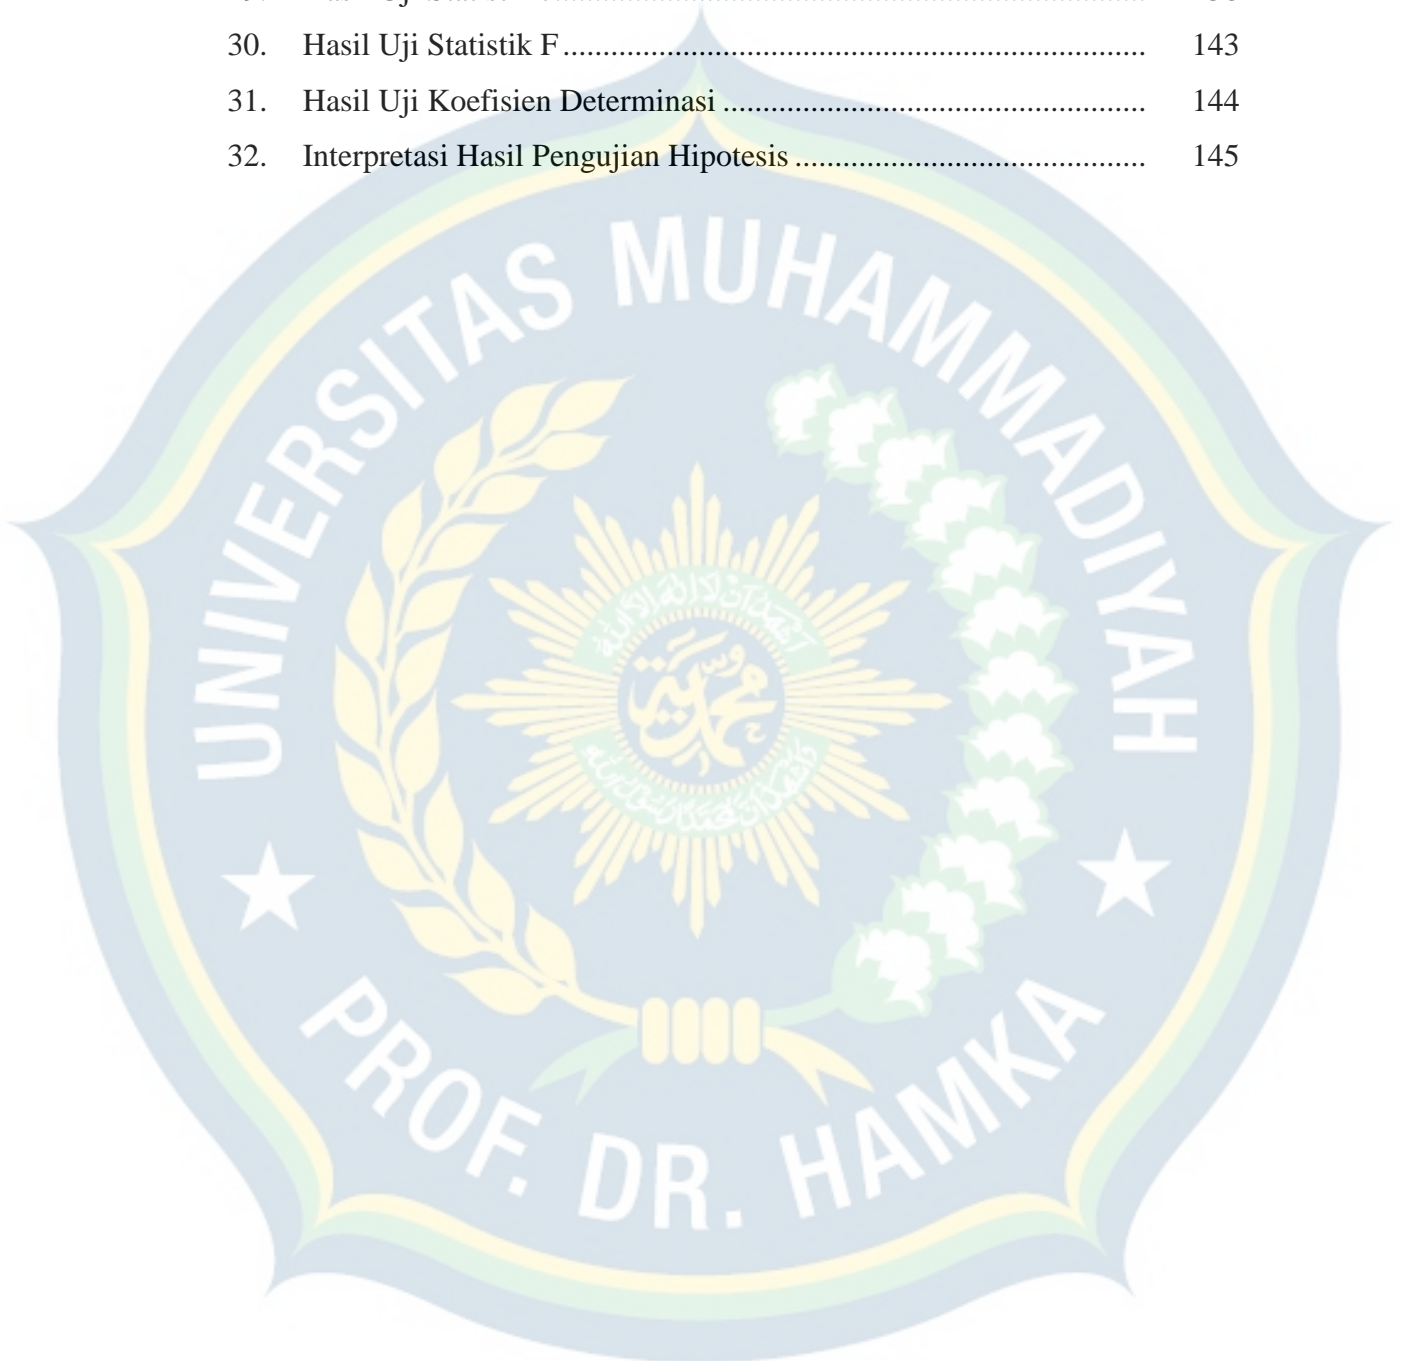 30. Hasil Uji Statistik F ........................................................................ 143
31. Hasil Uji Koefisien Determinasi .................................................... 144
32. Interpretasi Hasil Pengujian Hipotesis ........................................... 145
UNIVERSITAS MUHAMMADIYAH
محمدية
PROF. DR. HAMKA